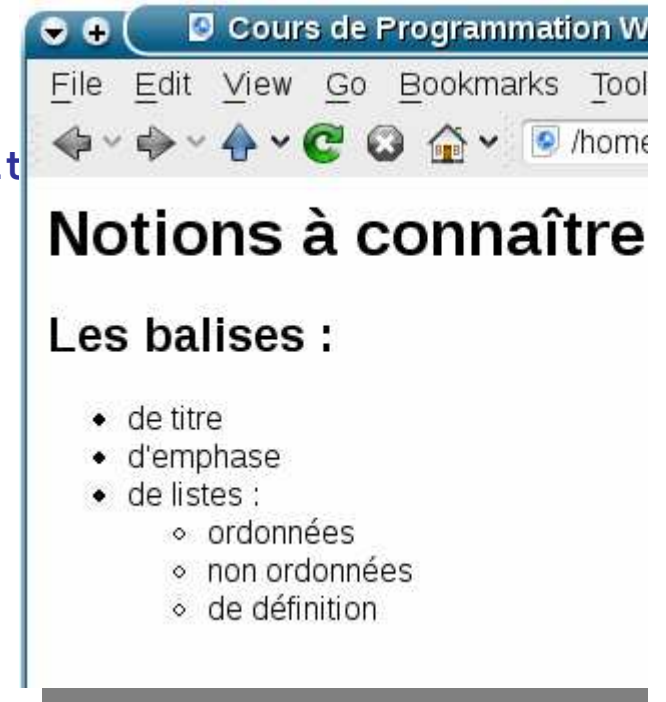 Cours de Programmation W
File Edit View Go Bookmarks Tool
/home
t
Notions à connaître
Les balises :
de titre
d'emphase
de listes :
ordonnées
non ordonnées
de définition